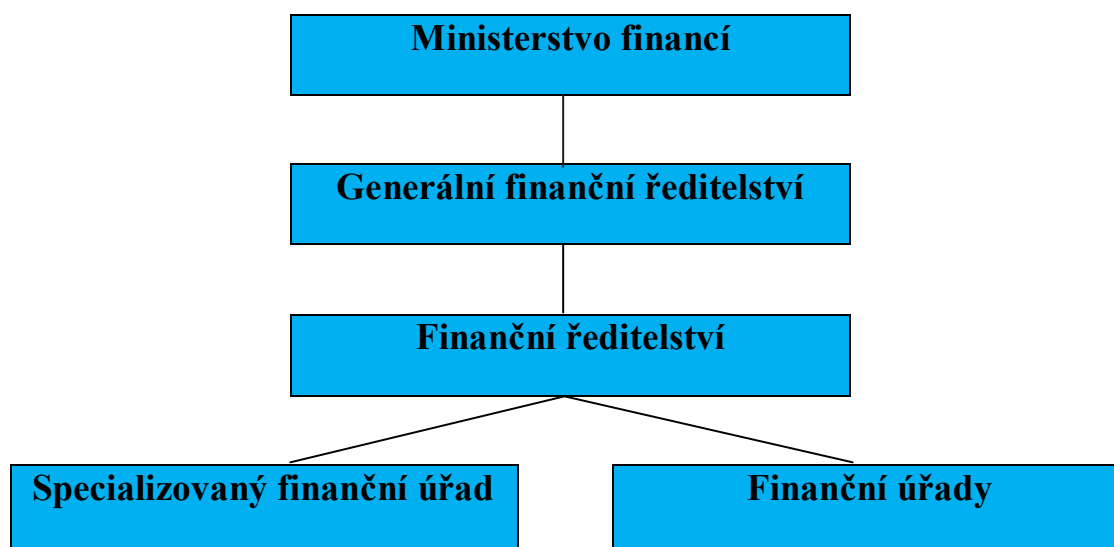 Ministerstvo financí
Generální finanční ředitelství
Finanční ředitelství
Specializovaný finanční úřad
Finanční úřady